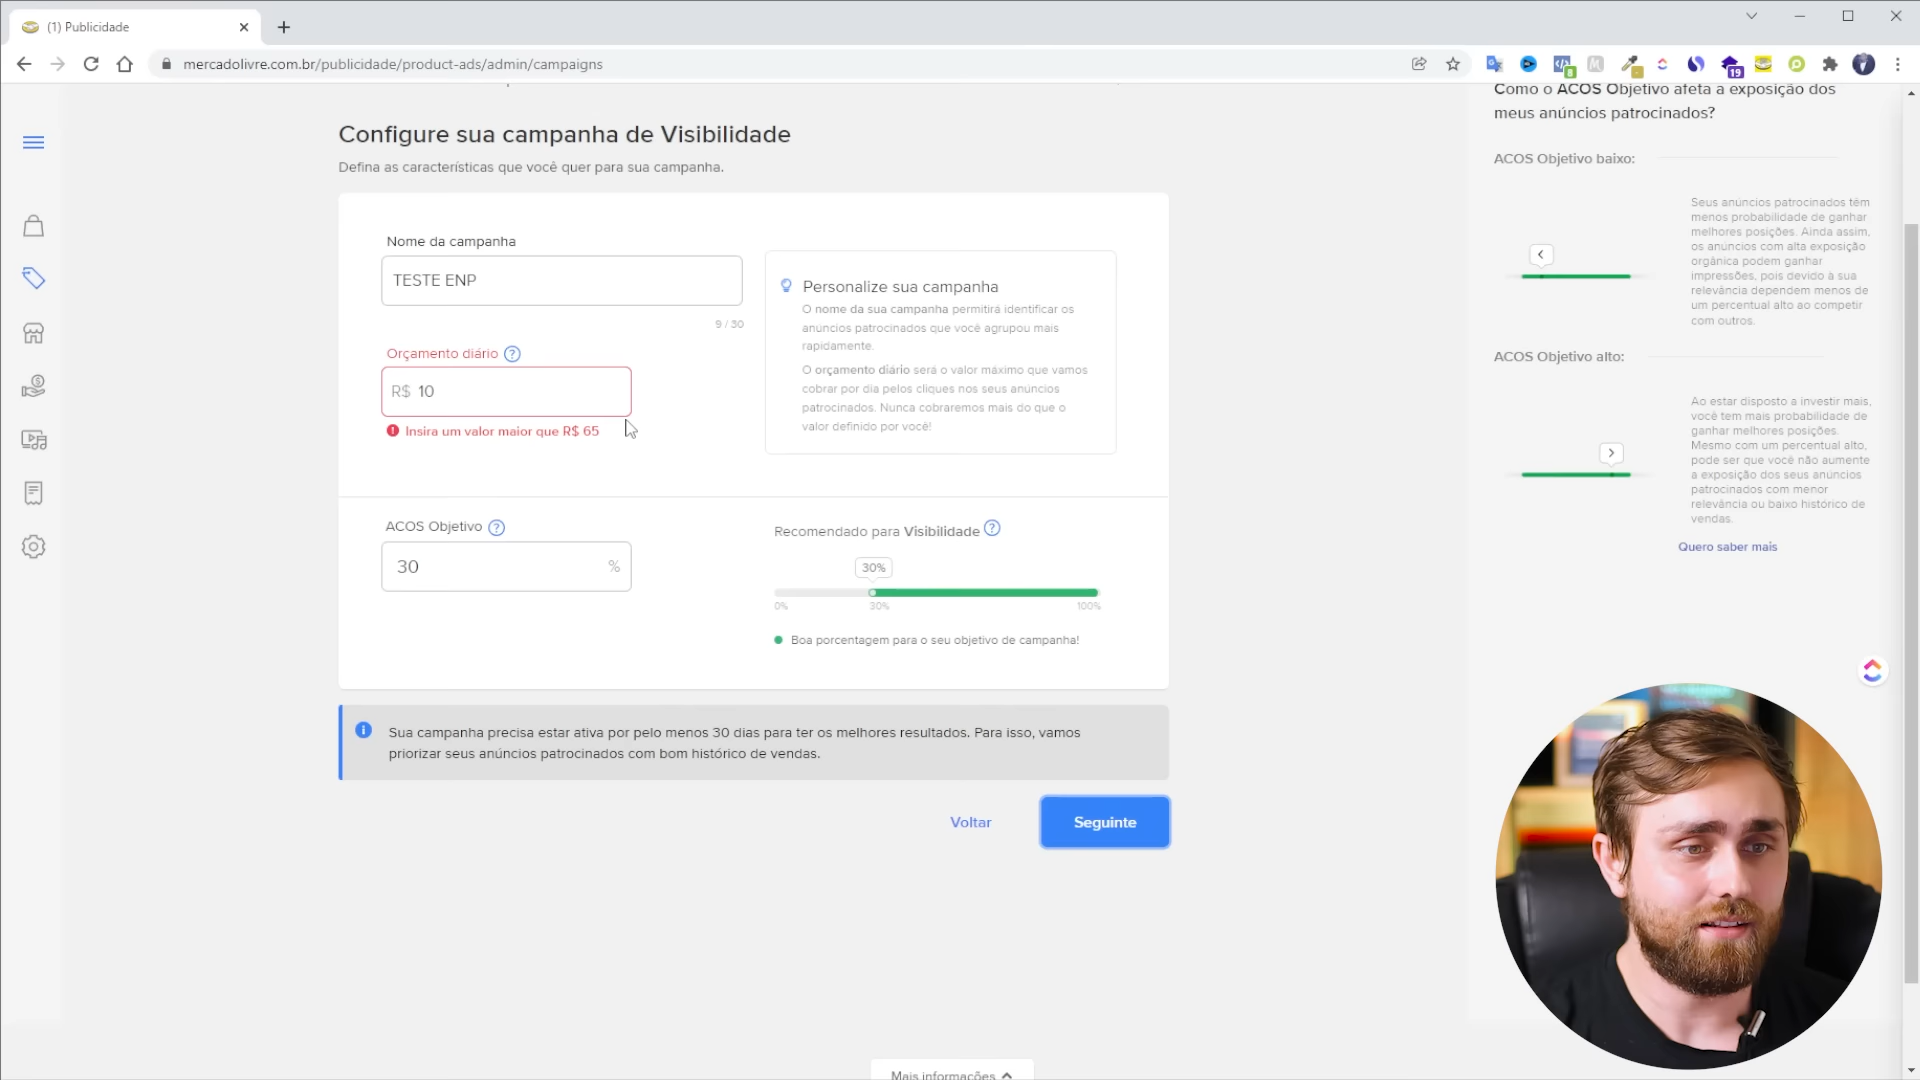 (1) Publicidade
mercadolivre.com.br/publicidade/product-ads/admin/campaigns
8
19
Configure sua campanha de Visibilidade
Defina as características que você quer para sua campanha.
Nome da campanha
TESTE ENP
9 / 30
Orçamento diário ?
R$ 10
Insira um valor maior que R$ 65
Personalize sua campanha
O nome da sua campanha permitirá identificar os
anuncios patrocinados que você agrupou mais
rapidamente.
O orçamento diário será o valor máximo que vamos
cobrar por dia pelos cliques nos seus anúncios
patrocinados. Nunca cobraremos mais do que o
valor definido por você!
ACOS Objetivo ?
30 %
Recomendado para Visibilidade ?
30%
0% 30% 100%
Boa porcentagem para o seu objetivo de campanha!
Sua campanha precisa estar ativa por pelo menos 30 dias para ter os melhores resultados. Para isso, vamos
priorizar seus anúncios patrocinados com bom histórico de vendas.
Voltar
Seguinte
Mais informações
Como o ACOS Objetivo afeta a exposição dos
meus anúncios patrocinados?
ACOS Objetivo baixo:
Seus anúncios patrocinados têm
menos probabilidade de ganhar
melhores posições. Ainda assim,
os anúncios com alta exposição
orgânica podem ganhar
impressões, pois devido à sua
relevância dependem menos de
um percentual alto ao competir
com outros.
ACOS Objetivo alto:
Ao estar disposto a investir mais,
você tem mais probabilidade de
ganhar melhores posições.
Mesmo com um percentual alto,
pode ser que você não aumente
a exposição dos seus anúncios
patrocinados com menor
relevância ou baixo histórico de
vendas.
Quero saber mais